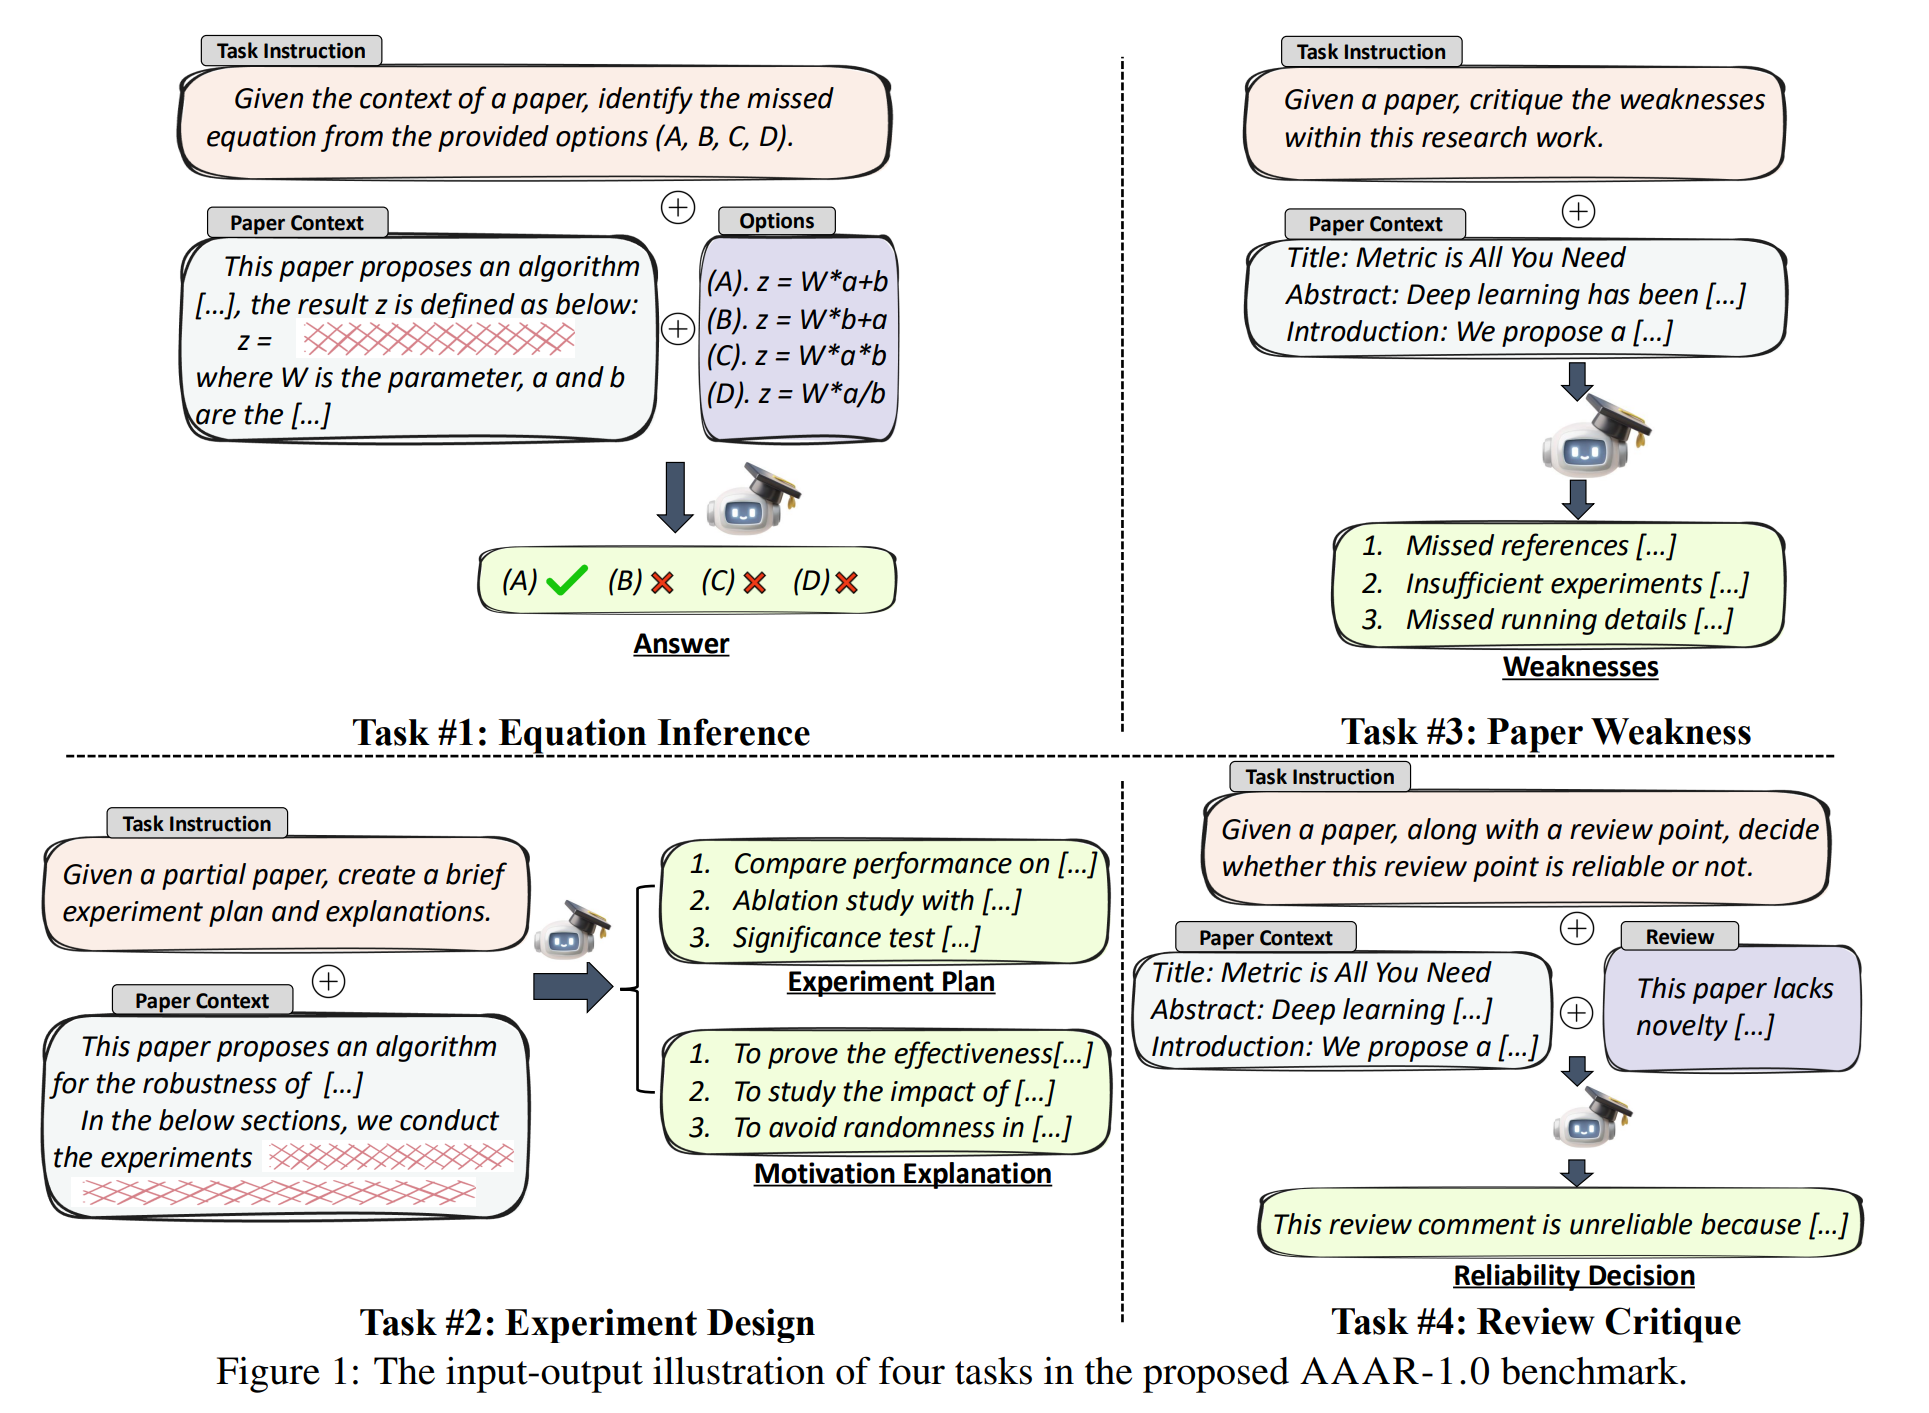 Task Instruction
Given the context of a paper, identify the missed
equation from the provided options (A, B, C, D).
Paper Context
This paper proposes an algorithm
[...], the result z is defined as below:
z =
where W is the parameter, a and b
are the [...]
Options
(A). z = W*a+b
(B). z = W*b+a
(C). z = W*a*b
(D). z = W*a/b
(A) (B) (C) (D)
Answer
Task #1: Equation Inference
Task Instruction
Given a paper, critique the weaknesses
within this research work.
Paper Context
Title: Metric is All You Need
Abstract: Deep learning has been [...]
Introduction: We propose a [...]
1. Missed references [...]
2. Insufficient experiments [...]
3. Missed running details [...]
Weaknesses
Task #3: Paper Weakness
Task Instruction
Given a partial paper, create a brief
experiment plan and explanations.
Paper Context
This paper proposes an algorithm
for the robustness of [...]
In the below sections, we conduct
the experiments
1. Compare performance on [...]
2. Ablation study with [...]
3. Significance test [...]
Experiment Plan
1. To prove the effectiveness[...]
2. To study the impact of [...]
3. To avoid randomness in [...]
Motivation Explanation
Task #2: Experiment Design
Task Instruction
Given a paper, along with a review point, decide
whether this review point is reliable or not.
Paper Context
Title: Metric is All You Need
Abstract: Deep learning [...]
Introduction: We propose a [...]
Review
This paper lacks
novelty [...]
This review comment is unreliable because [...]
Reliability Decision
Task #4: Review Critique
Figure 1: The input-output illustration of four tasks in the proposed AAAR-1.0 benchmark.